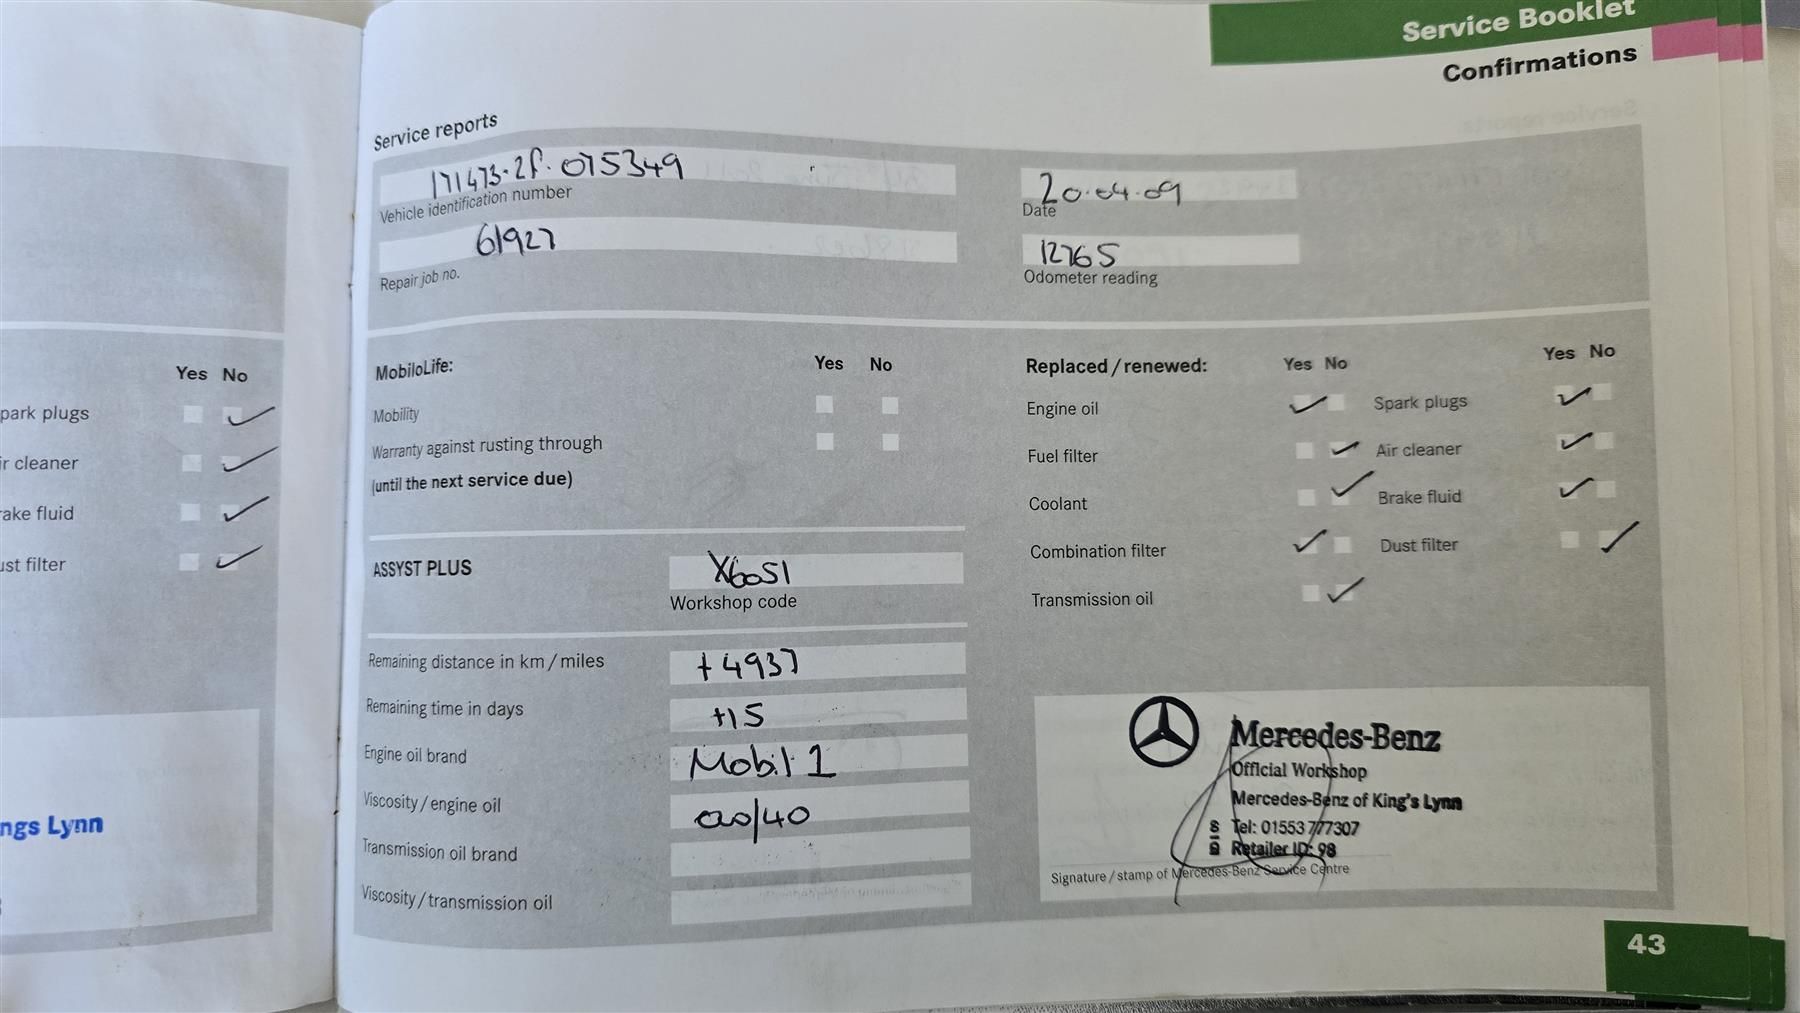 Yes No
park plugs
ir cleaner
ake fluid
ust filter
ngs Lynn
Service Booklet
Confirmations
Service reports
171473.2f.075349
Vehicle identification number
20.04.09
Date
61927
Repair job no.
12765
Odometer reading
MobiloLife: Yes No
Mobility
Warranty against rusting through
(until the next service due)
ASSYST PLUS X6051
Workshop code
Remaining distance in km / miles +4937
Remaining time in days +15
Engine oil brand Mobil 1
Viscosity / engine oil 00/40
Transmission oil brand
Viscosity / transmission oil
Replaced / renewed: Yes No Yes No
Engine oil Spark plugs
Fuel filter Air cleaner
Coolant Brake fluid
Combination filter Dust filter
Transmission oil
Mercedes-Benz
Official Workshop
Mercedes-Benz of King's Lynn
Tel: 01553 777307
Retailer ID: 98
Signature / stamp of Mercedes-Benz Service Centre
43